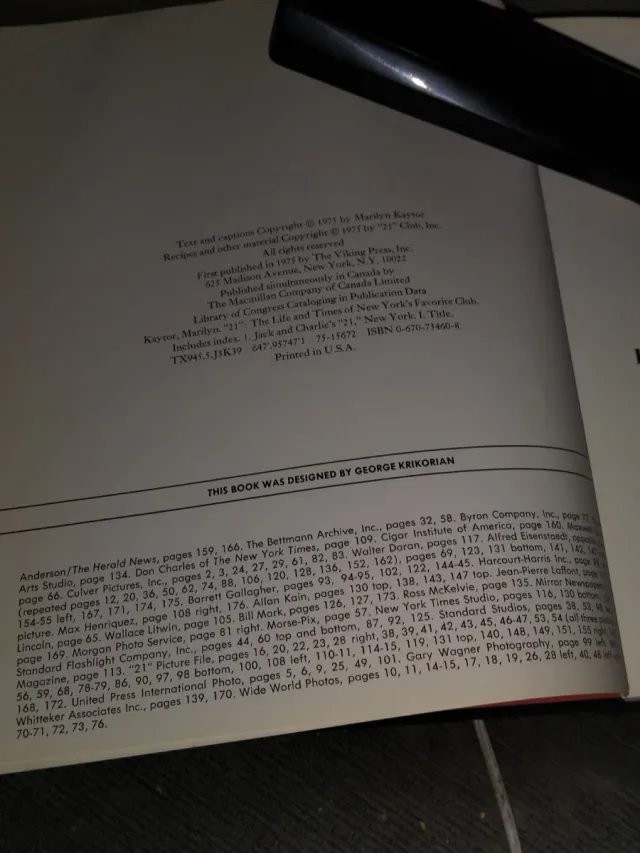 Text and captions Copyright © 1975 by Marilyn Kaytor
Recipes and other material Copyright © 1975 by "21" Club, Inc.
All rights reserved
First published in 1975 by The Viking Press, Inc.
625 Madison Avenue, New York, N.Y. 10022
Published simultaneously in Canada by
The Macmillan Company of Canada Limited
Library of Congress Cataloging in Publication Data
Kaytor, Marilyn. "21": The Life and Times of New York's Favorite Club.
Includes index. 1. Jack and Charlie's "21," New York. I. Title.
TX945.5.J3K39 647'.95747'1 75-15672 ISBN 0-670-73460-8
Printed in U.S.A.
THIS BOOK WAS DESIGNED BY GEORGE KRIKORIAN
Anderson/The Herald News, pages 159, 166. The Bettmann Archive, Inc., pages 32, 58. Byron Company, Inc., page
Arts Studio, page 134. Don Charles of The New York Times, page 109. Cigar Institute of America, page 160.
page 66. Culver Pictures, Inc., pages 2, 3, 24, 27, 29, 61, 82, 83. Walter Daran, pages 117. Alfred Eisenstaedt,
(repeated pages 12, 20, 36, 50, 62, 74, 88, 106, 120, 128, 136, 152, 162), pages 69, 123, 131 bottom, 141, 142,
154-55 left, 167, 171, 174, 175. Barrett Gallagher, pages 93, 94-95, 102, 122, 144-45. Harcourt-Harris Inc., page
picture. Max Henriquez, page 108 right, 176. Allan Kain, pages 130 top, 138, 143, 147 top. Jean-Pierre Laffont, page
Lincoln, page 65. Wallace Litwin, page 105. Bill Mark, pages 126, 127, 173. Ross McKelvie, page 135. Mirror Newspaper,
page 169. Morgan Photo Service, page 81 right. Morse-Pix, page 57. New York Times Studio, pages 116, 130 bottom,
Standard Flashlight Company, Inc., pages 44, 60 top and bottom, 87, 92, 125. Standard Studios, pages 38, 52,
Magazine, page 113. "21" Picture File, pages 16, 20, 22, 23, 28 right, 38, 39, 41, 42, 43, 45, 46-47, 53, 54 (all three
56, 59, 68, 78-79, 86, 90, 97, 98 bottom, 100, 108 left, 110-11, 114-15, 119, 131 top, 140, 148, 149, 151, 155 right,
168, 172. United Press International Photo, pages 5, 6, 9, 25, 49, 101. Gary Wagner Photography, page 99 left.
Whitteker Associates Inc., pages 139, 170. Wide World Photos, pages 10, 11, 14-15, 17, 18, 19, 26, 28 left, 40, 48
70-71, 72, 73, 76.